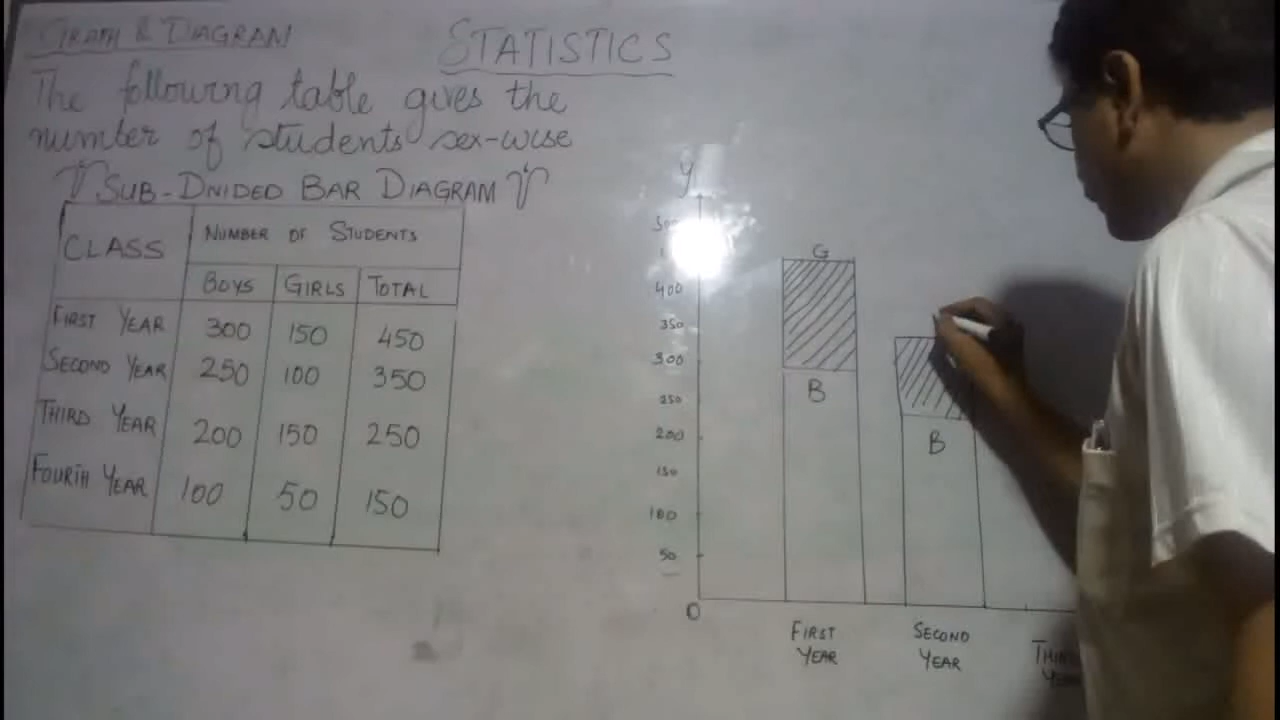 GRAPH & DIAGRAM
STATISTICS
The following table gives the
number of students sex-wise
SUB-DIVIDED BAR DIAGRAM
CLASS
NUMBER OF STUDENTS
BOYS GIRLS TOTAL
FIRST YEAR 300 150 450
SECOND YEAR 250 100 350
THIRD YEAR 200 150 250
FOURTH YEAR 100 50 150
y
400
350
300
250
200
150
100
50
O
G
B
B
FIRST
YEAR
SECOND
YEAR